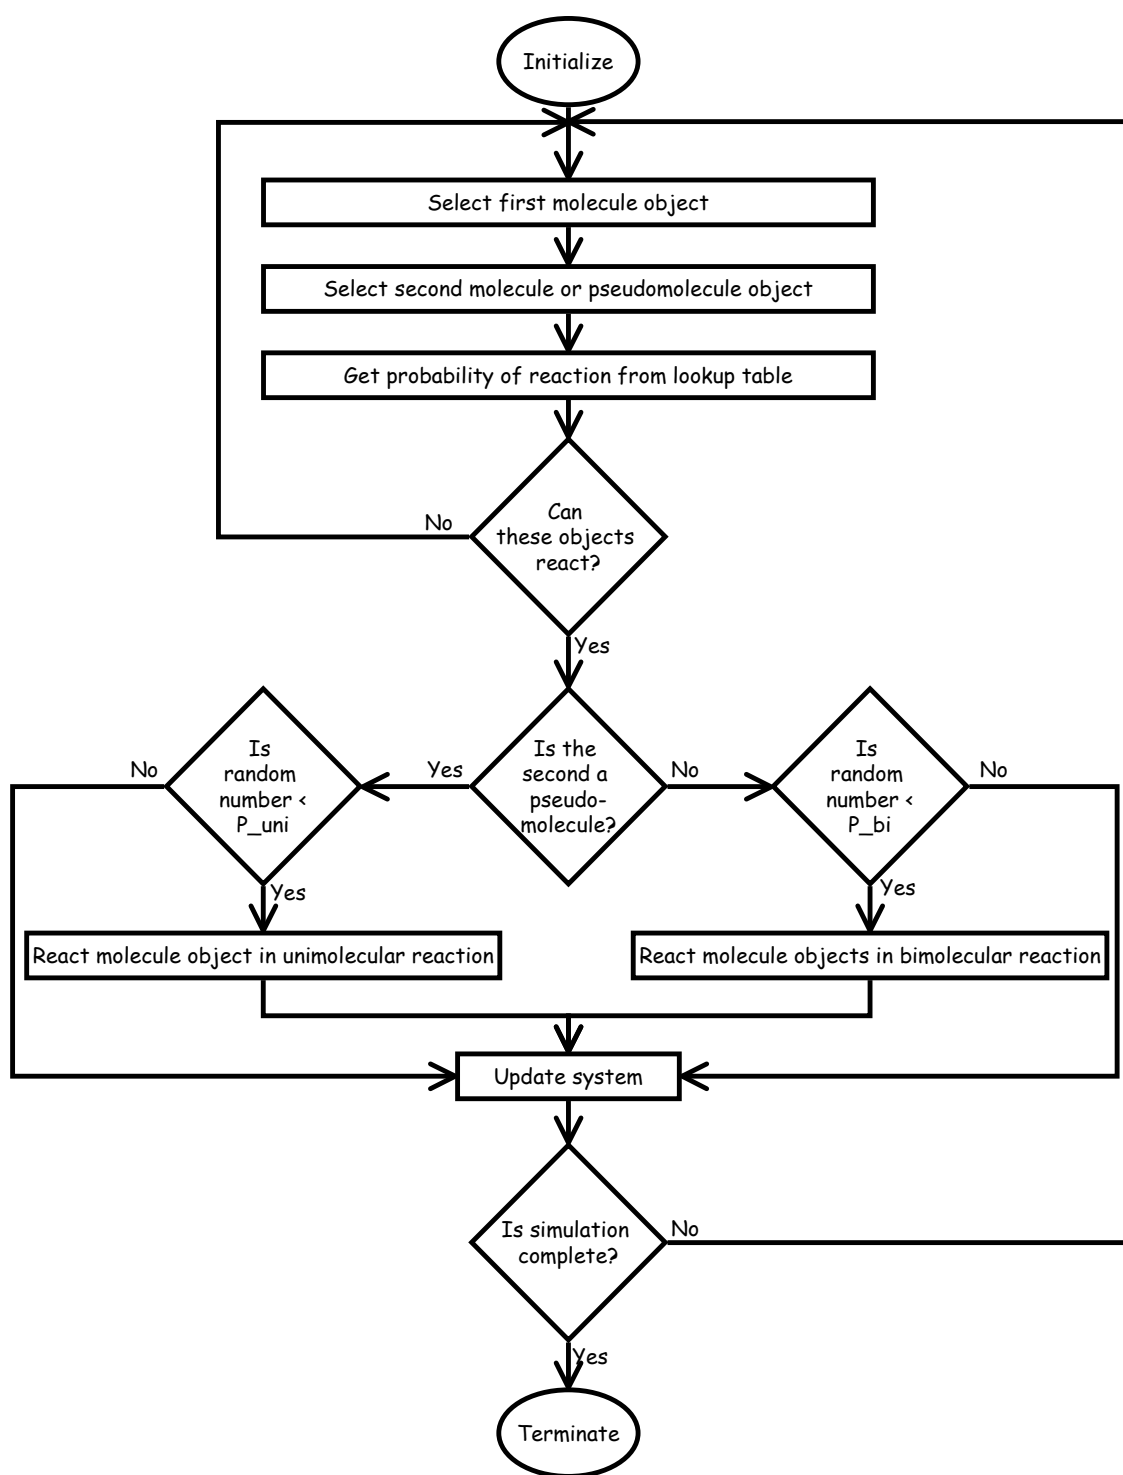 Initialize
Select first molecule object
Select second molecule or pseudomolecule object
Get probability of reaction from lookup table
Can
these objects
react?
No
Yes
Is
random
number <
P_uni
No
Yes
Is the
second a
pseudo-
molecule?
No
Is
random
number <
P_bi
No
Yes
Yes
React molecule object in unimolecular reaction
React molecule objects in bimolecular reaction
Update system
Is simulation
complete?
No
Yes
Terminate